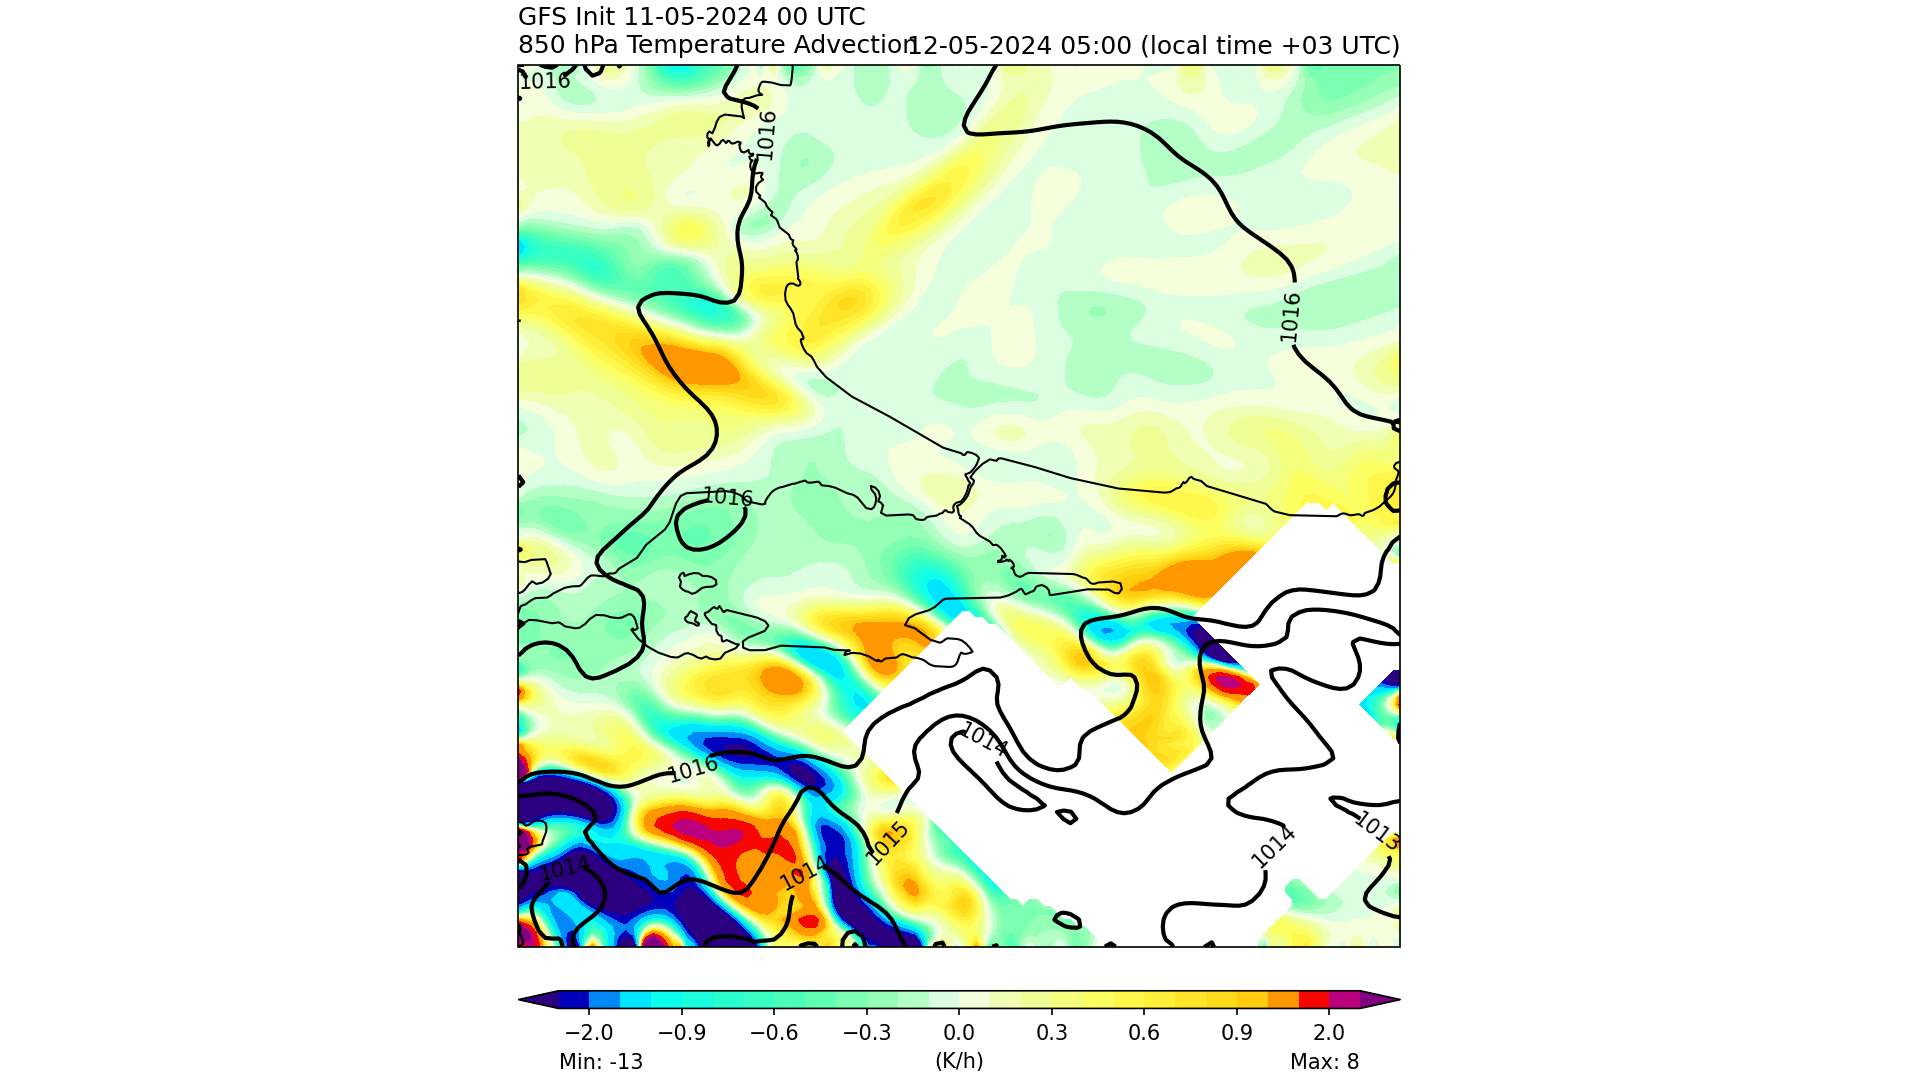 GFS Init 11-05-2024 00 UTC
850 hPa Temperature Advection
12-05-2024 05:00 (local time +03 UTC)
1016
1016
1016
1016
1014
1016
1015
1014
1013
1014
1014
−2.0 −0.9 −0.6 −0.3 0.0 0.3 0.6 0.9 2.0
Min: -13 (K/h) Max: 8